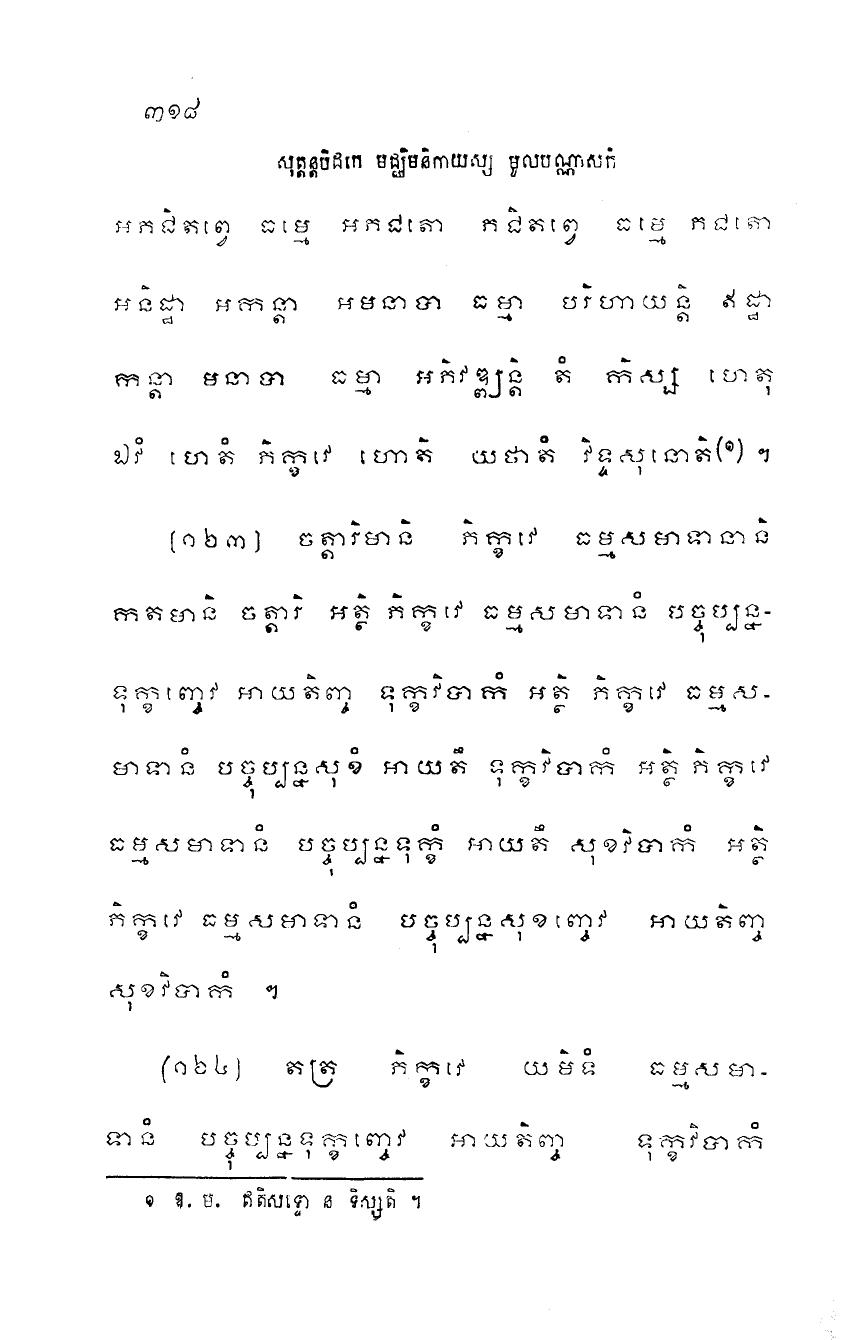 ៣១៨
សុត្តន្តបិដកេ មជ្ឈិមនិកាយស្ស មូលបណ្ណាសកំ
អភជិតព្វេ ធម្មេ អភជតោ ភជិតព្វេ ធម្មេ ភជតោ
អនិដ្ឋា អកន្តា អមនាបា ធម្មា បរិហាយន្តិ ឥដ្ឋា
កន្តា មនាបា ធម្មា អភិវឌ្ឍន្តិ តំ កិស្ស ហេតុ
ឯវំ ហេតំ ភិក្ខវេ ហោតិ យថាតំ វិទ្ទសុនោតិ(១) ។
[១២៣] ចត្តារិមានិ ភិក្ខវេ ធម្មសមាទានានិ
កតមានិ ចត្តារិ អត្ថិ ភិក្ខវេ ធម្មសមាទានំ បច្ចុប្បន្ន-
ទុក្ខញ្ចេវ អាយតិញ្ច ទុក្ខវិបាកំ អត្ថិ ភិក្ខវេ ធម្មស-
មាទានំ បច្ចុប្បន្នសុខំ អាយតឹ ទុក្ខវិបាកំ អត្ថិ ភិក្ខវេ
ធម្មសមាទានំ បច្ចុប្បន្នទុក្ខំ អាយតឹ សុខវិបាកំ អត្ថិ
ភិក្ខវេ ធម្មសមាទានំ បច្ចុប្បន្នសុខញ្ចេវ អាយតិញ្ច
សុខវិបាកំ ។
[១២៤] តត្រ ភិក្ខវេ យមិទំ ធម្មសមា-
ទានំ បច្ចុប្បន្នទុក្ខញ្ចេវ អាយតិញ្ច ទុក្ខវិបាកំ
១ ឱ. ម. ឥតិសទ្ទោ ន ទិស្សតិ ។